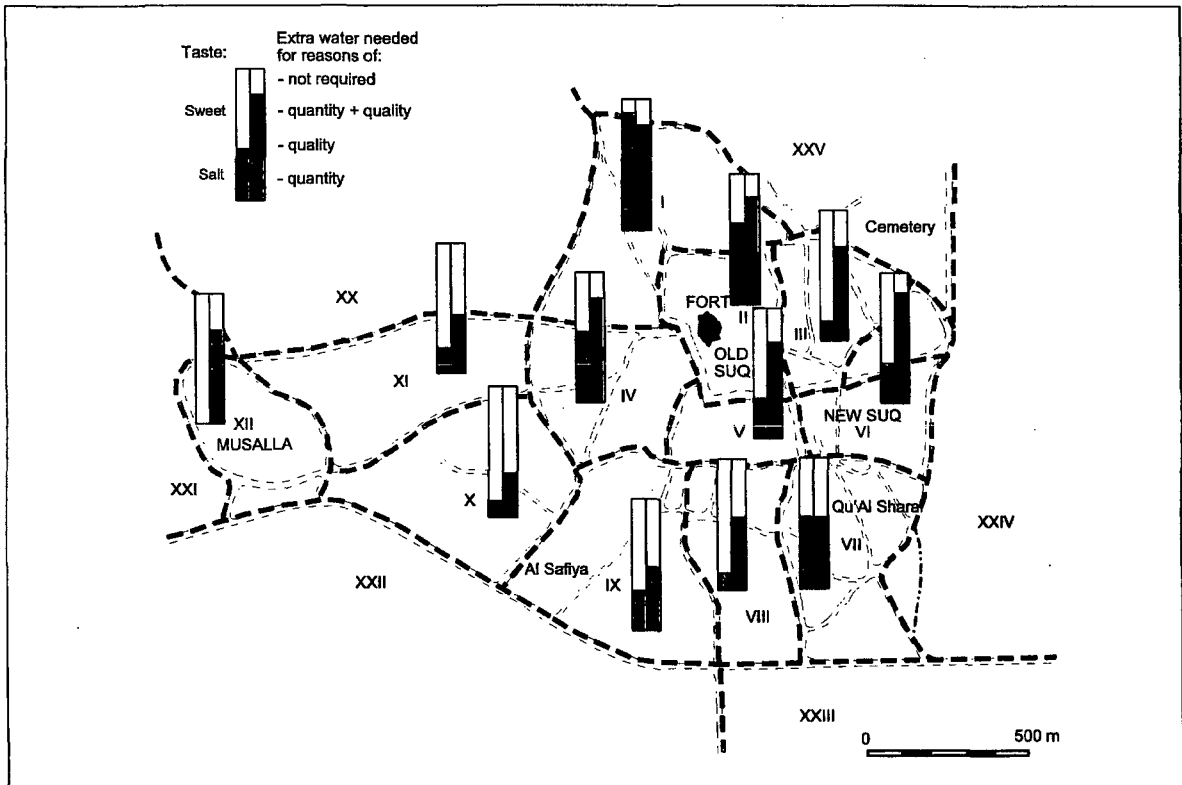 Taste:
Extra water needed
for reasons of:
- not required
Sweet
- quantity + quality
- quality
Salt
- quantity
XXV
Cemetery
I
XX
FORT
II
III
OLD
SUQ
XI
IV
XII
MUSALLA
NEW SUQ
V
VI
XXI
X
Qu'Al Shara
XXIV
VII
Al Safiya
XXII
IX
VIII
XXIII
0
500 m